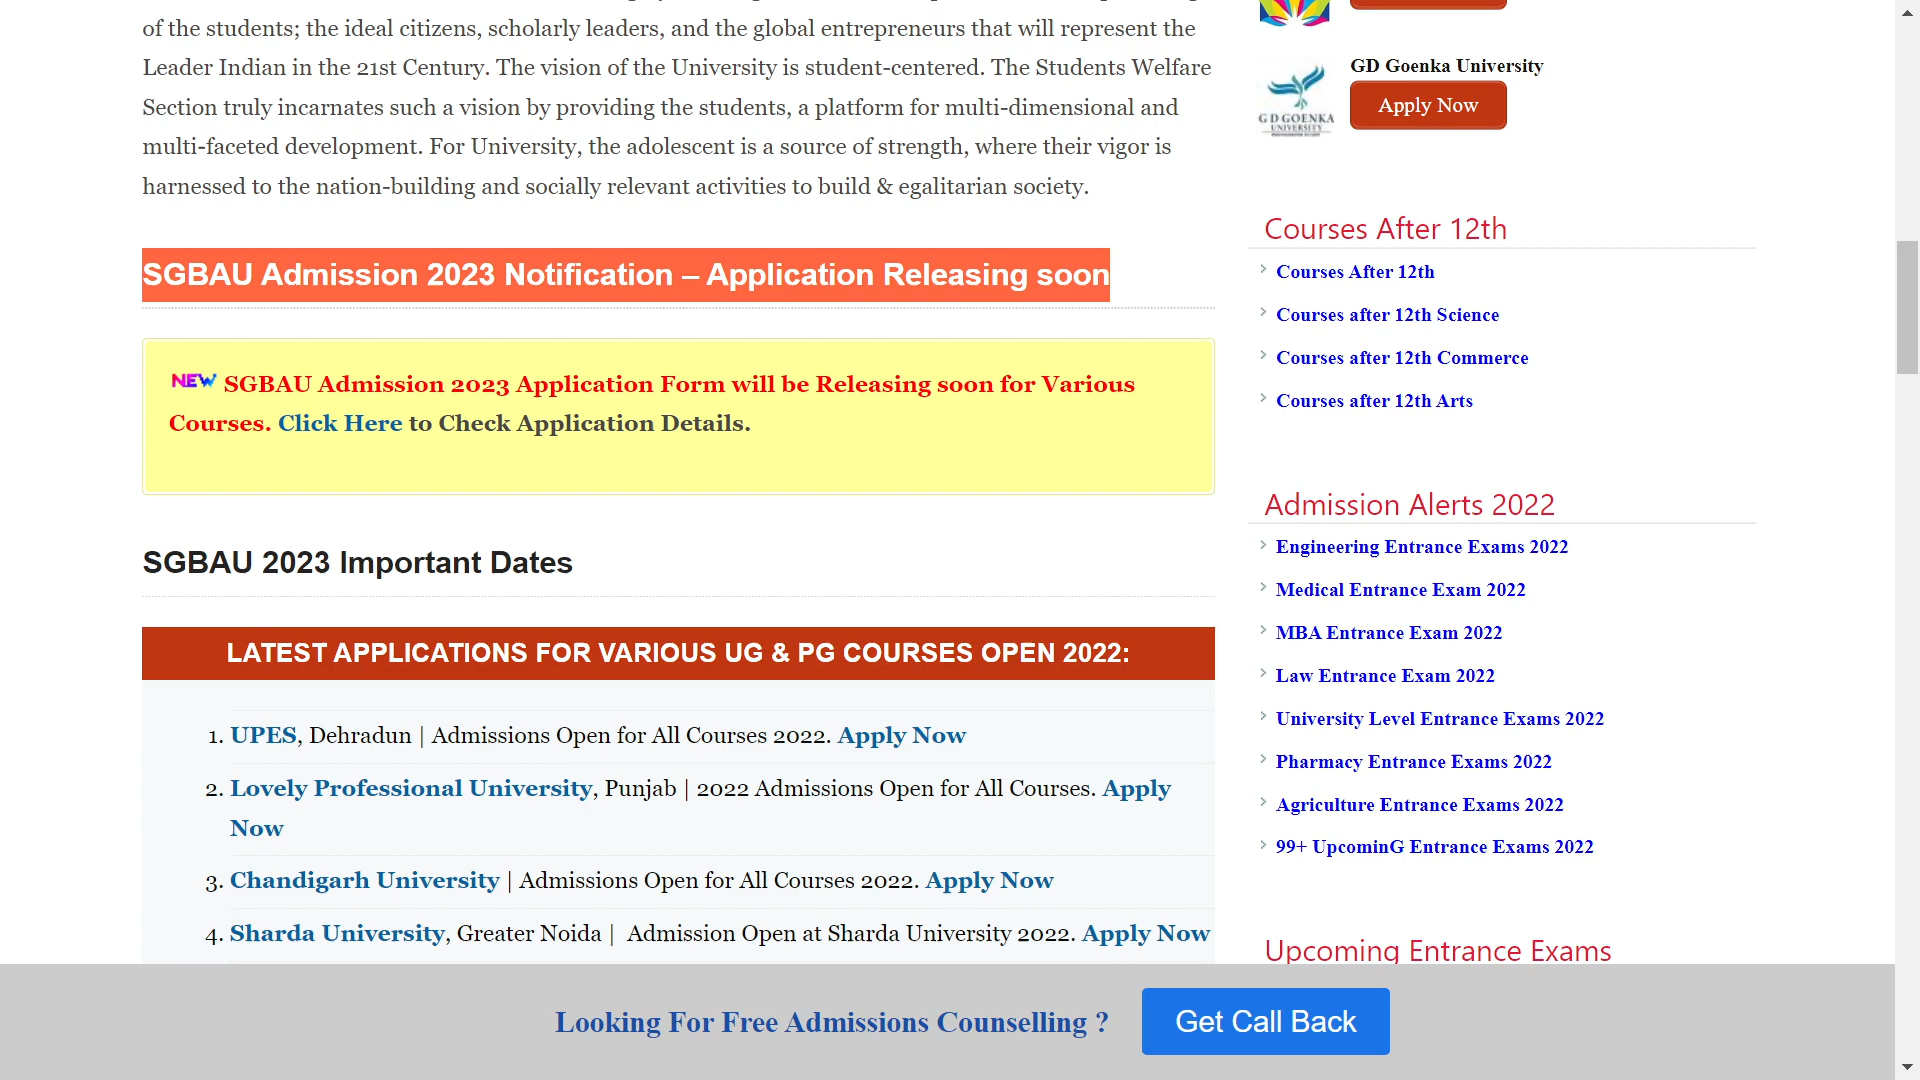 of the students; the ideal citizens, scholarly leaders, and the global entrepreneurs that will represent the
Leader Indian in the 21st Century. The vision of the University is student-centered. The Students Welfare
Section truly incarnates such a vision by providing the students, a platform for multi-dimensional and
multi-faceted development. For University, the adolescent is a source of strength, where their vigor is
harnessed to the nation-building and socially relevant activities to build & egalitarian society.
SGBAU Admission 2023 Notification – Application Releasing soon
NEW SGBAU Admission 2023 Application Form will be Releasing soon for Various
Courses. Click Here to Check Application Details.
SGBAU 2023 Important Dates
LATEST APPLICATIONS FOR VARIOUS UG & PG COURSES OPEN 2022:
1. UPES, Dehradun | Admissions Open for All Courses 2022. Apply Now
2. Lovely Professional University, Punjab | 2022 Admissions Open for All Courses. Apply
Now
3. Chandigarh University | Admissions Open for All Courses 2022. Apply Now
4. Sharda University, Greater Noida | Admission Open at Sharda University 2022. Apply Now
GD Goenka University
GD GOENKA
UNIVERSITY
Apply Now
Courses After 12th
Courses After 12th
Courses after 12th Science
Courses after 12th Commerce
Courses after 12th Arts
Admission Alerts 2022
Engineering Entrance Exams 2022
Medical Entrance Exam 2022
MBA Entrance Exam 2022
Law Entrance Exam 2022
University Level Entrance Exams 2022
Pharmacy Entrance Exams 2022
Agriculture Entrance Exams 2022
99+ UpcominG Entrance Exams 2022
Upcoming Entrance Exams
Looking For Free Admissions Counselling ?
Get Call Back